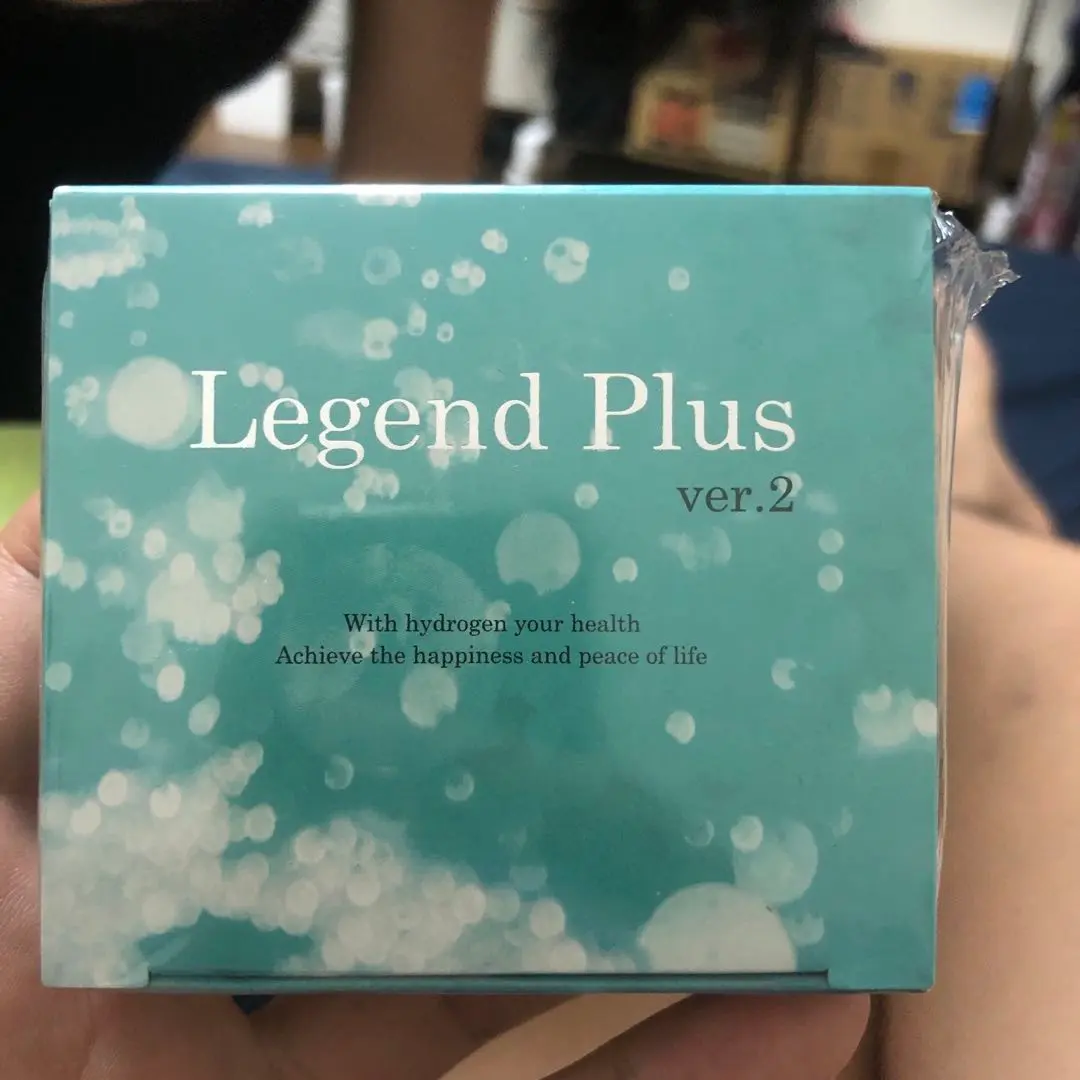 Legend Plus
ver.2
With hydrogen your health
Achieve the happiness and peace of life